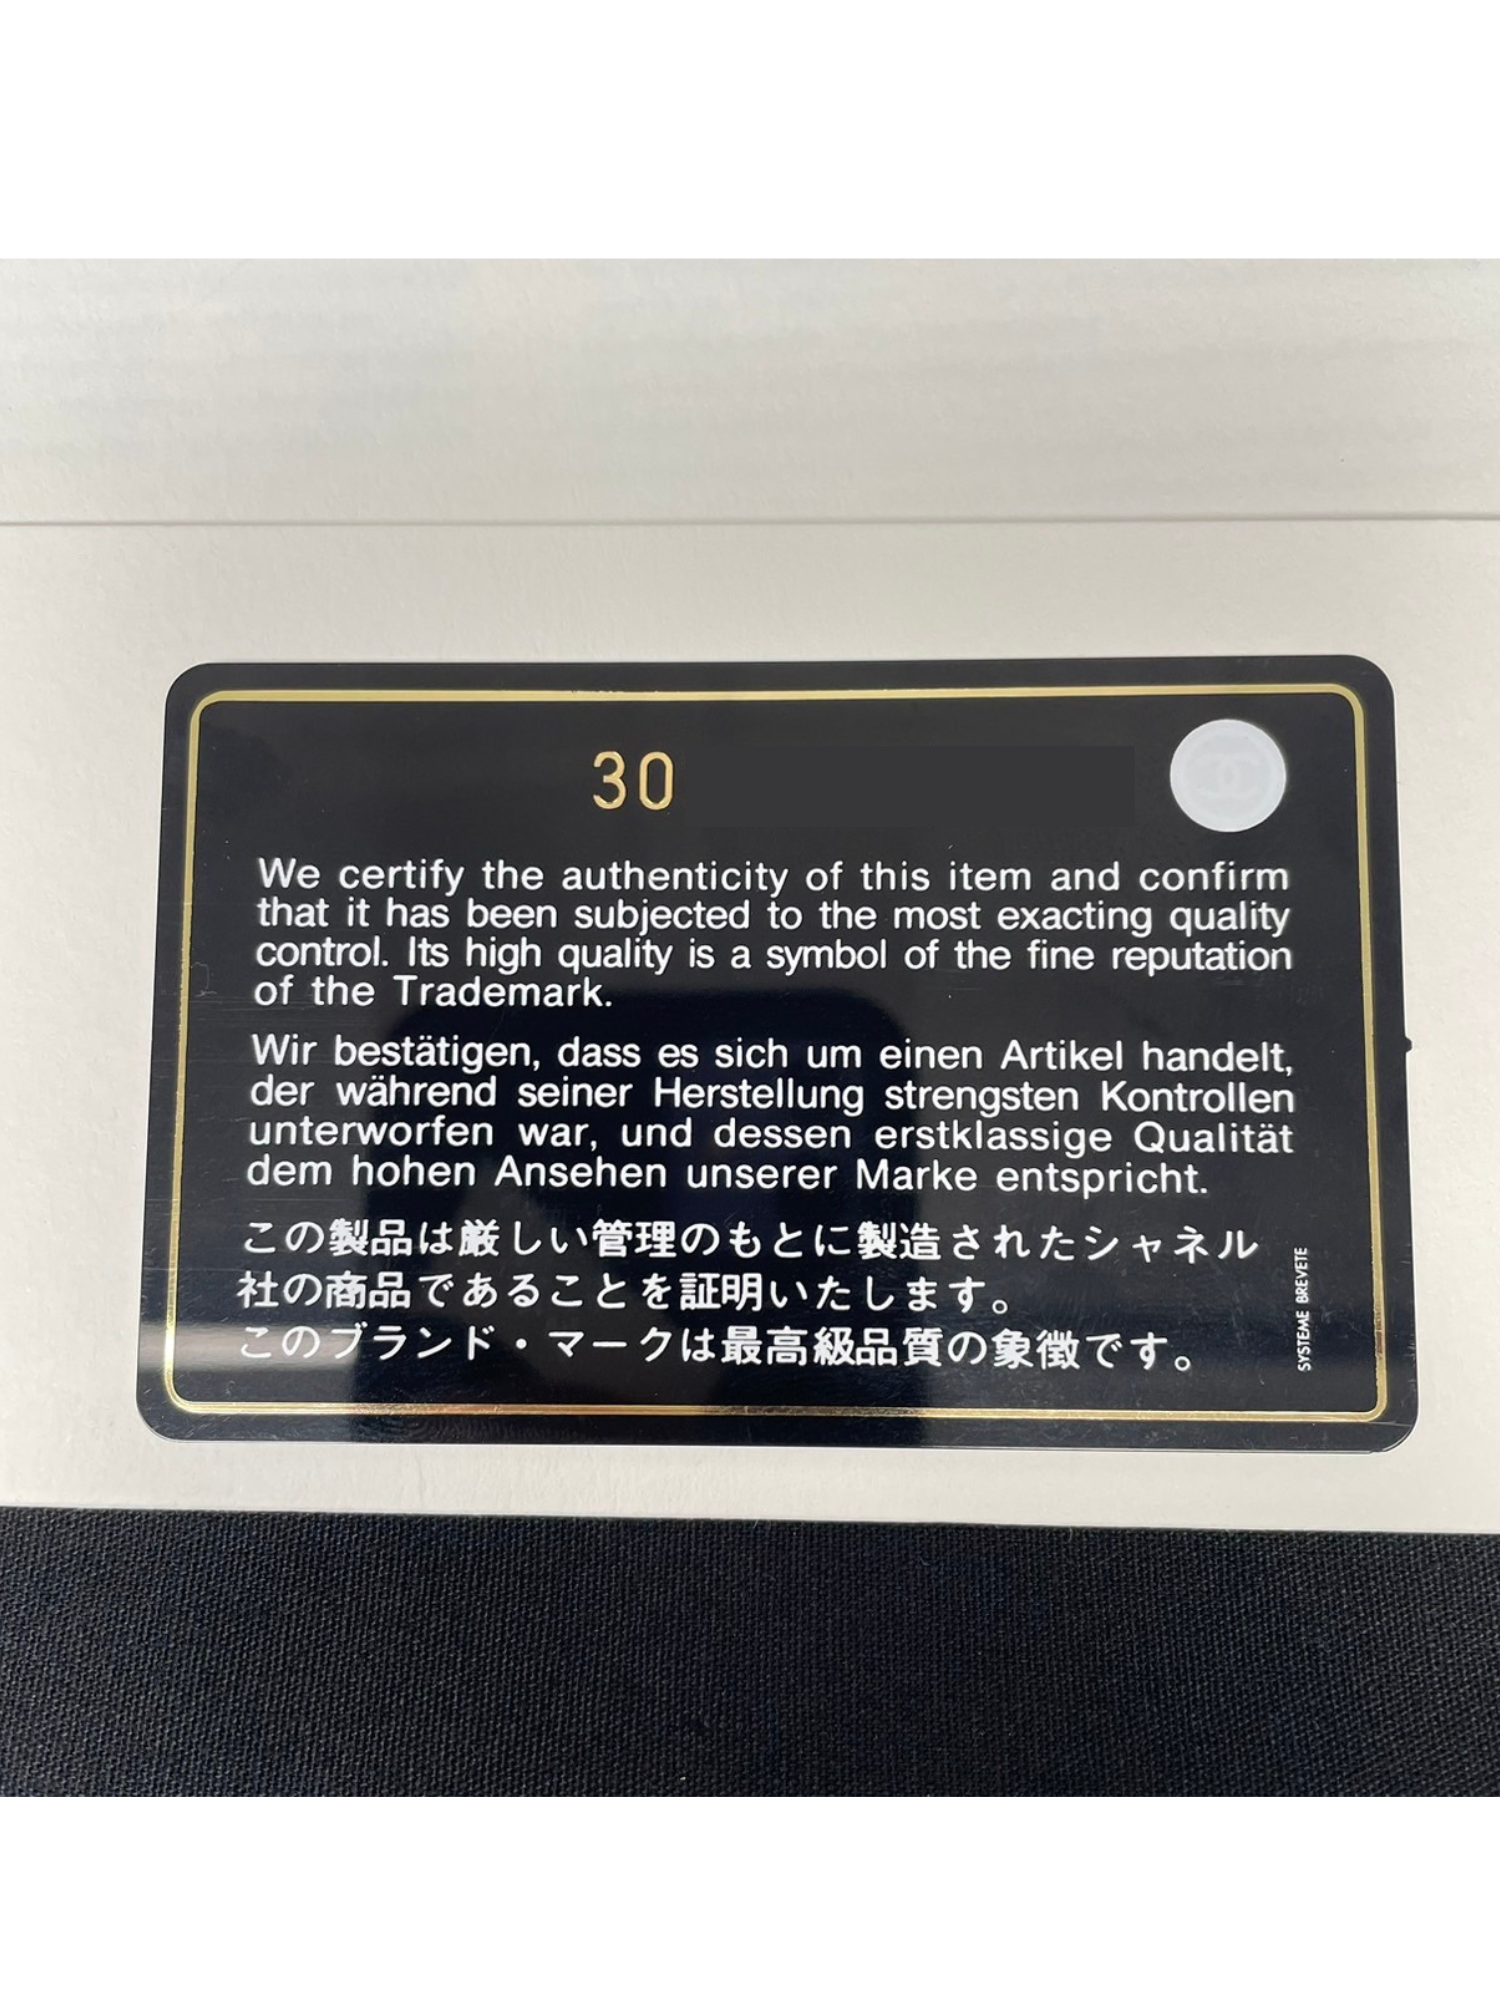 30
We certify the authenticity of this item and confirm
that it has been subjected to the most exacting quality
control. Its high quality is a symbol of the fine reputation
of the Trademark.
Wir bestätigen, dass es sich um einen Artikel handelt,
der während seiner Herstellung strengsten Kontrollen
unterworfen war, und dessen erstklassige Qualität
dem hohen Ansehen unserer Marke entspricht.
この製品は厳しい管理のもとに製造されたシャネル
社の商品であることを証明いたします。
このブランド・マークは最高級品質の象徴です。
SYSTEME BREVETE